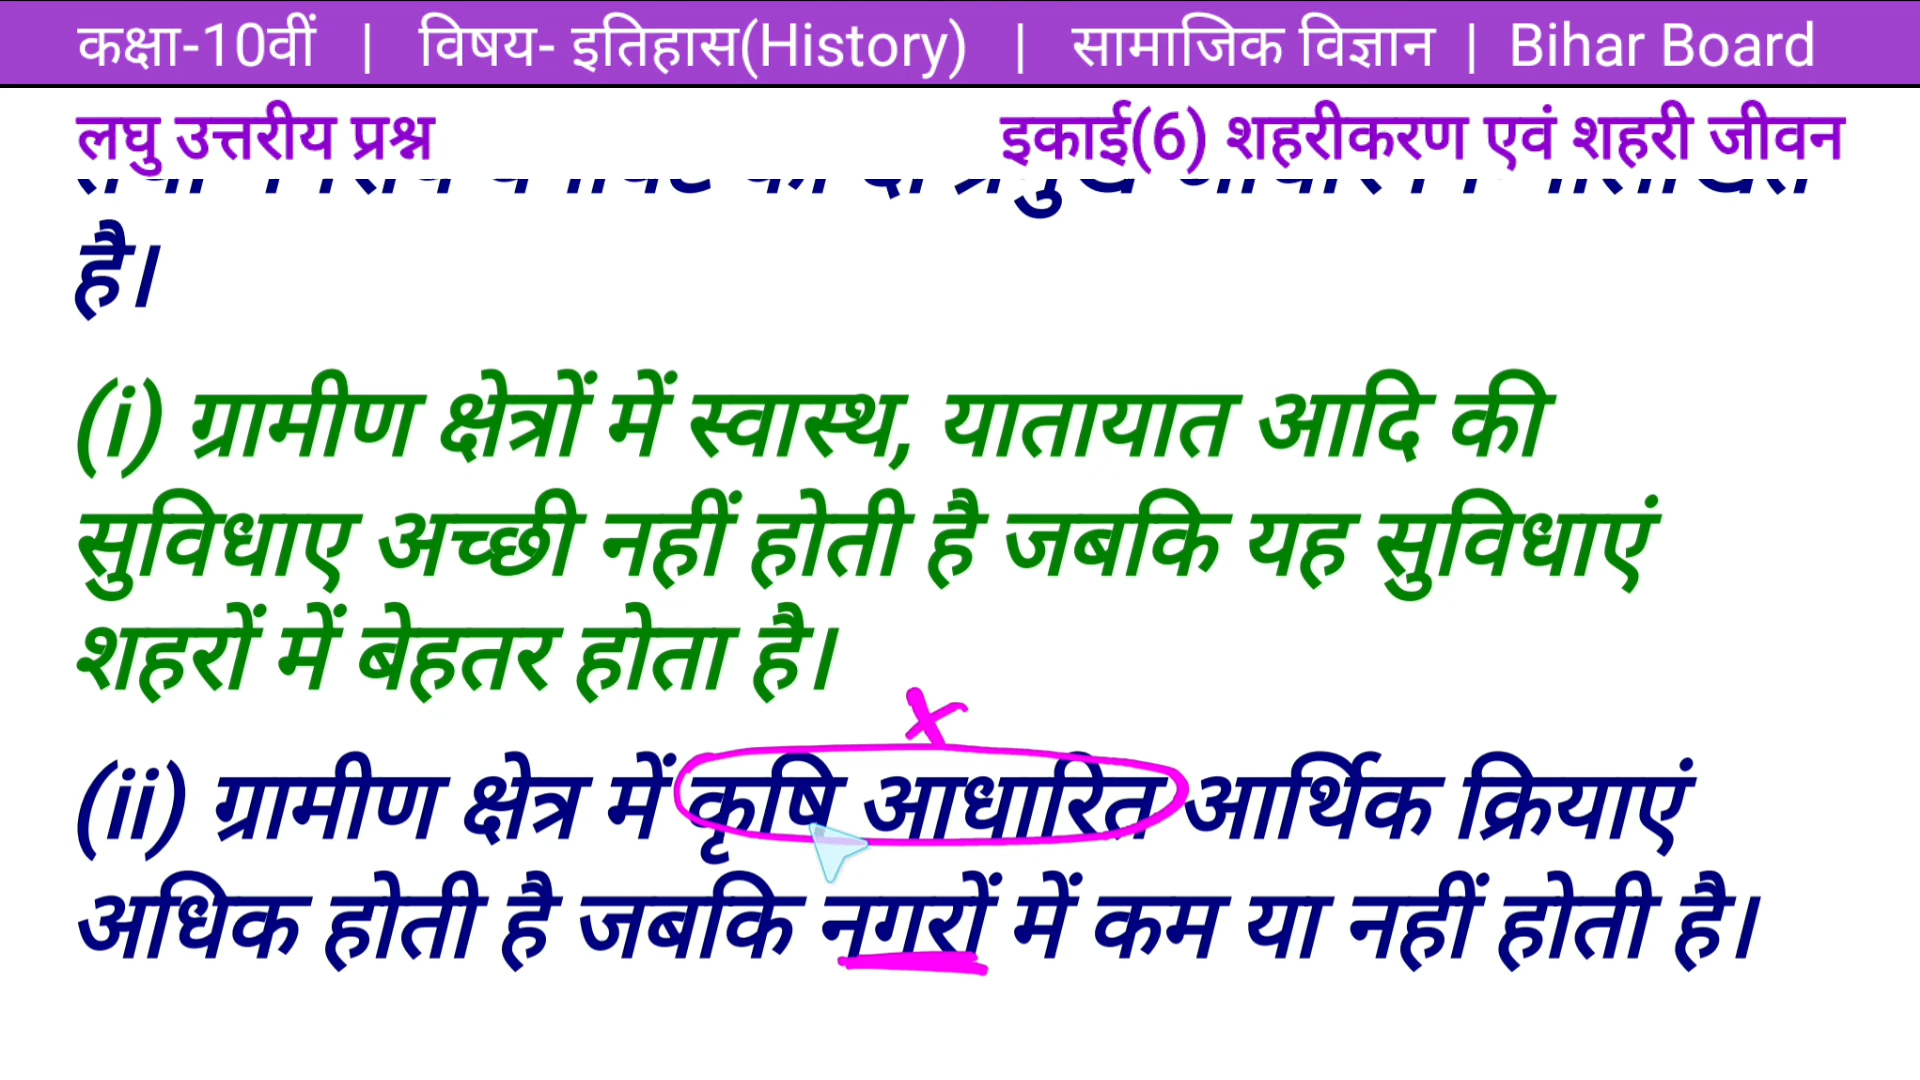 कक्षा-10वीं | विषय- इतिहास(History) | सामाजिक विज्ञान | Bihar Board
लघु उत्तरीय प्रश्न इकाई(6) शहरीकरण एवं शहरी जीवन
है।
(i) ग्रामीण क्षेत्रों में स्वास्थ, यातायात आदि की
सुविधाए अच्छी नहीं होती है जबकि यह सुविधाएं
शहरों में बेहतर होता है।
(ii) ग्रामीण क्षेत्र में कृषि आधारित आर्थिक क्रियाएं
अधिक होती है जबकि नगरों में कम या नहीं होती है।